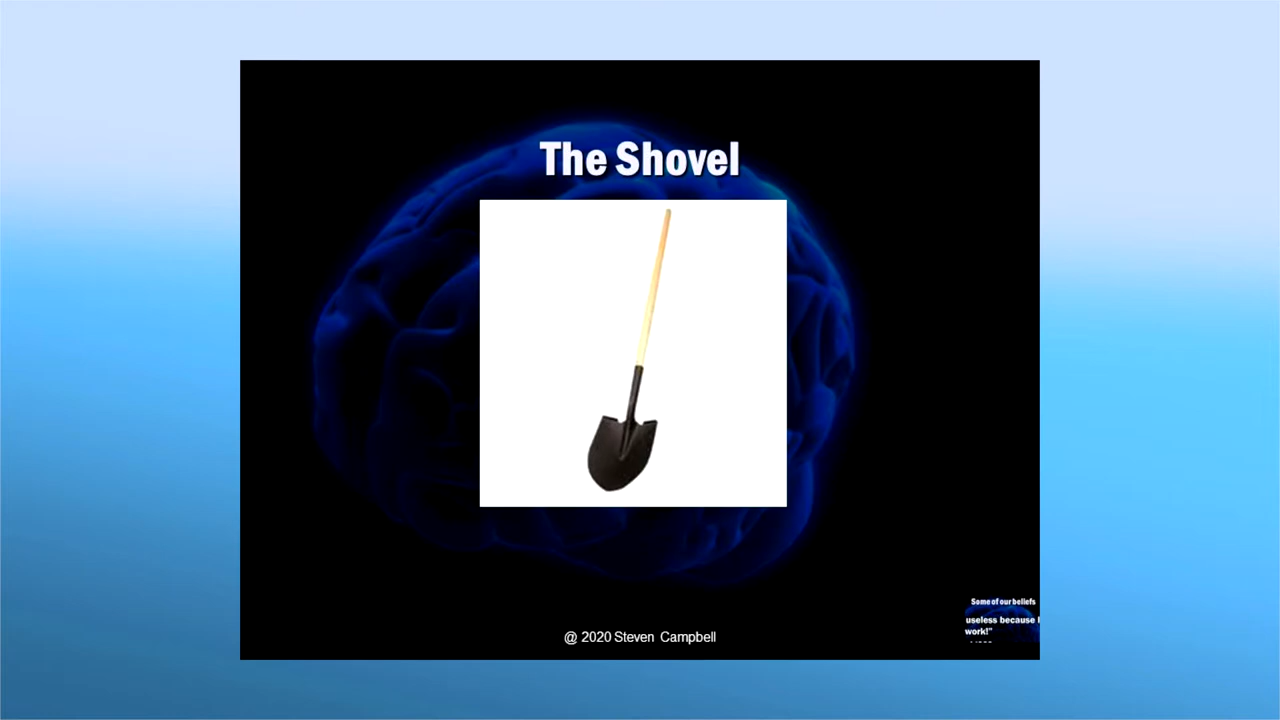 The Shovel
@ 2020 Steven Campbell
Some of our beliefs
useless because
work!"